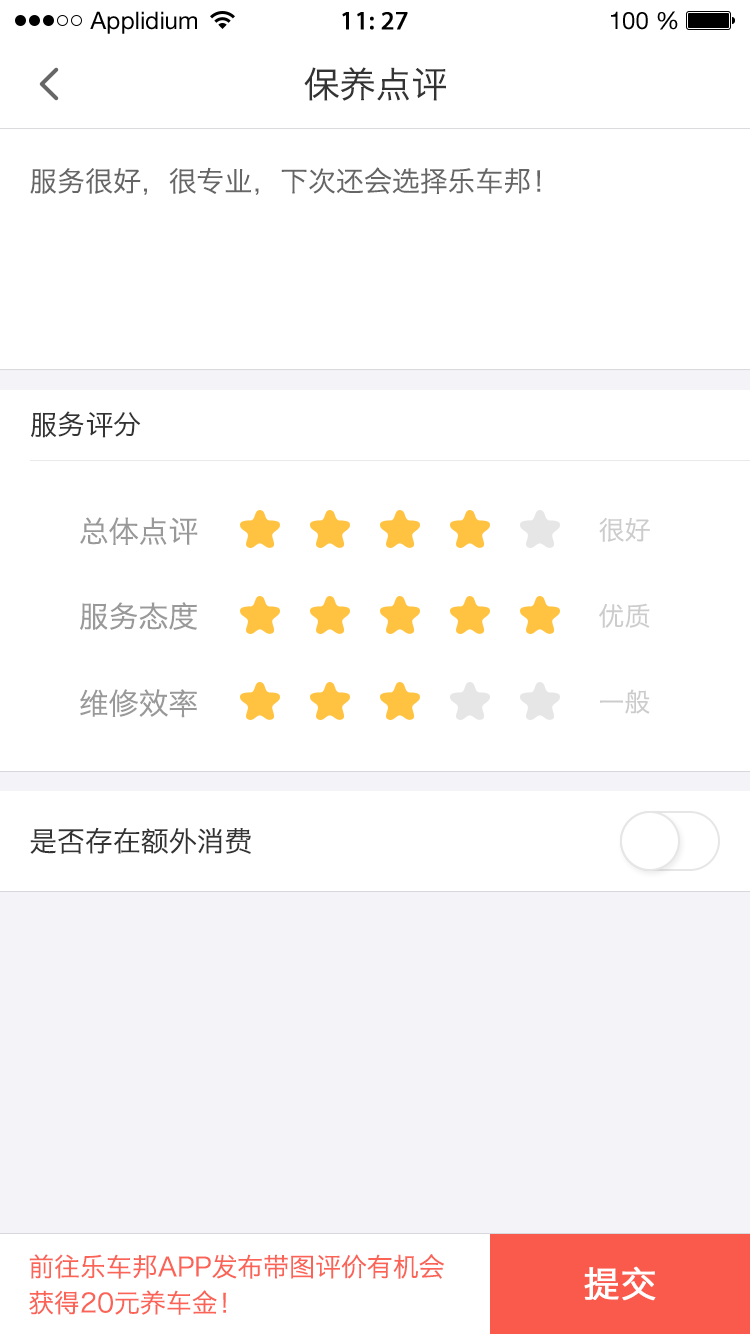 ●●●○○ Applidium 11:27 100 %
保养点评
服务很好，很专业，下次还会选择乐车邦！
服务评分
总体点评 很好
服务态度 优质
维修效率 一般
是否存在额外消费
前往乐车邦APP发布带图评价有机会
获得20元养车金！
提交